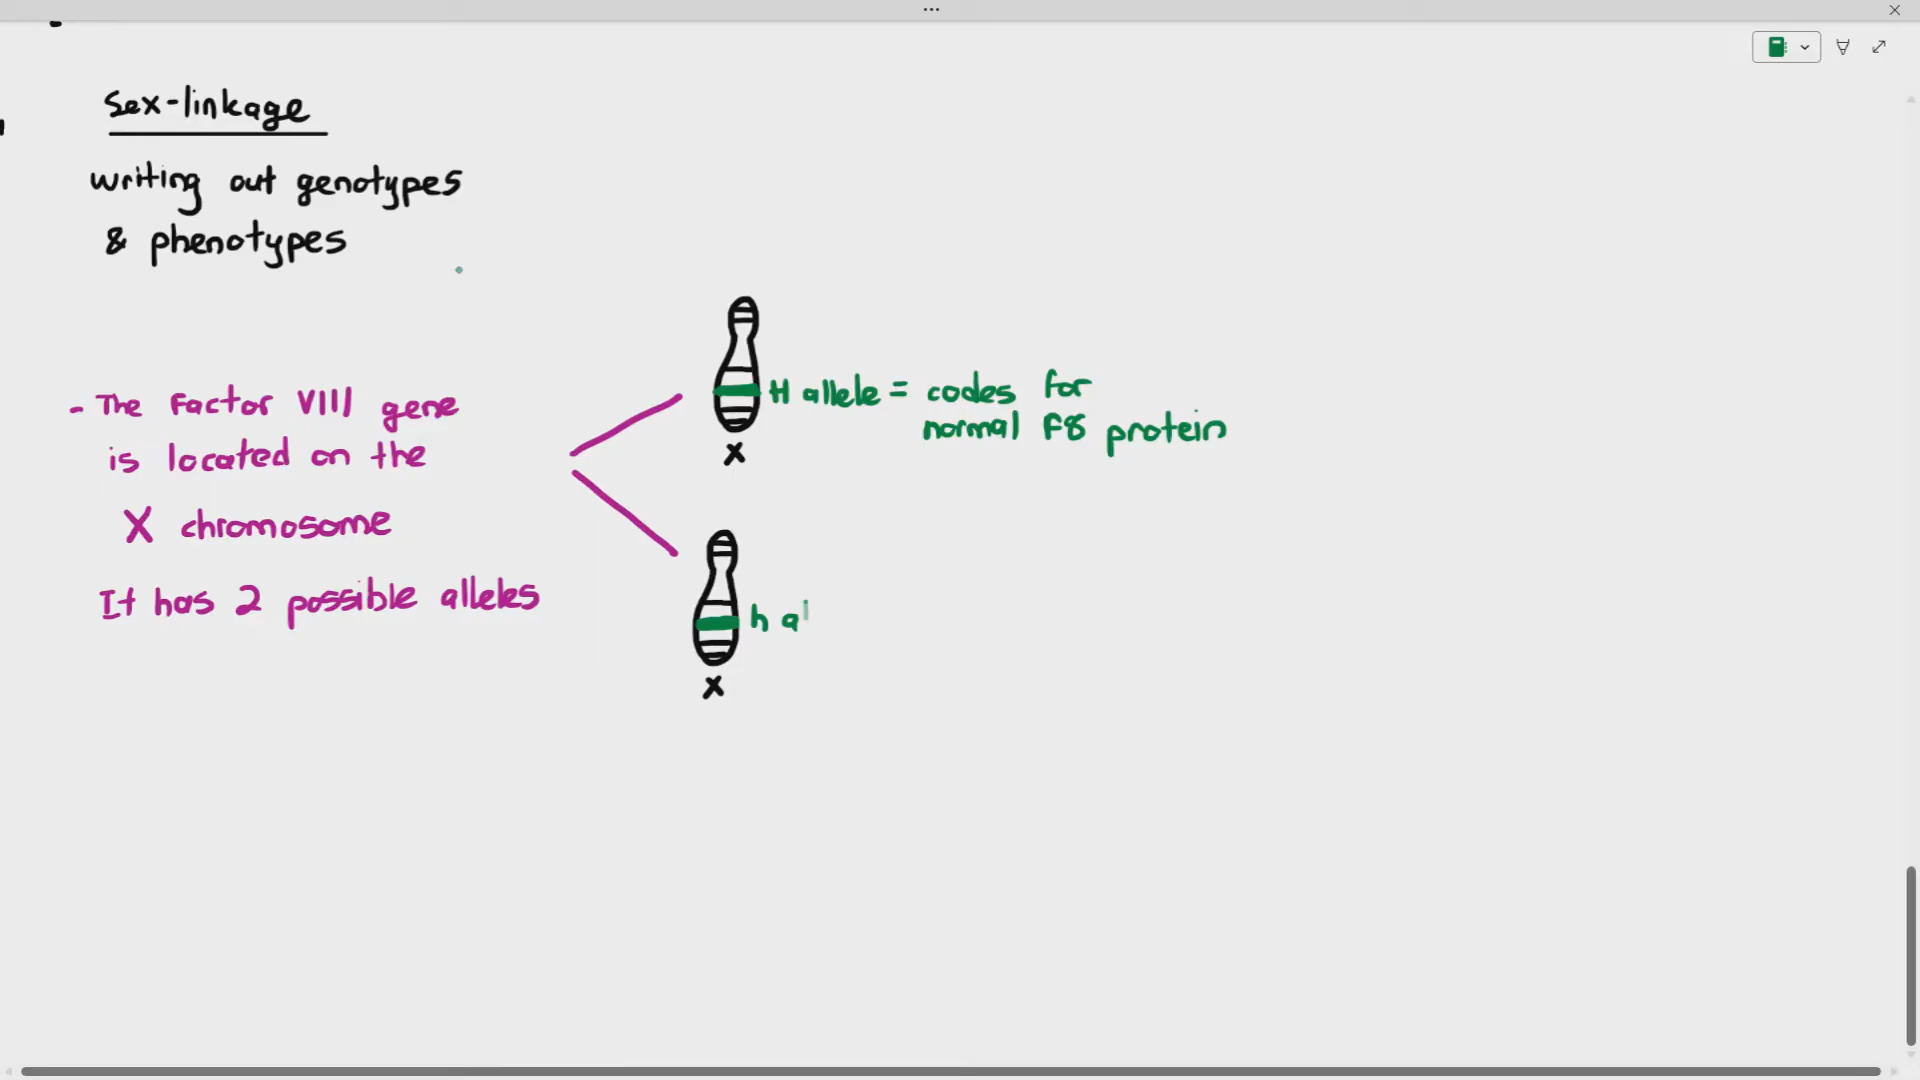 Sex-linkage
writing out genotypes
& phenotypes
- The Factor VIII gene
is located on the
X chromosome
It has 2 possible alleles
H allele = codes for
normal F8 protein
X
h al
X